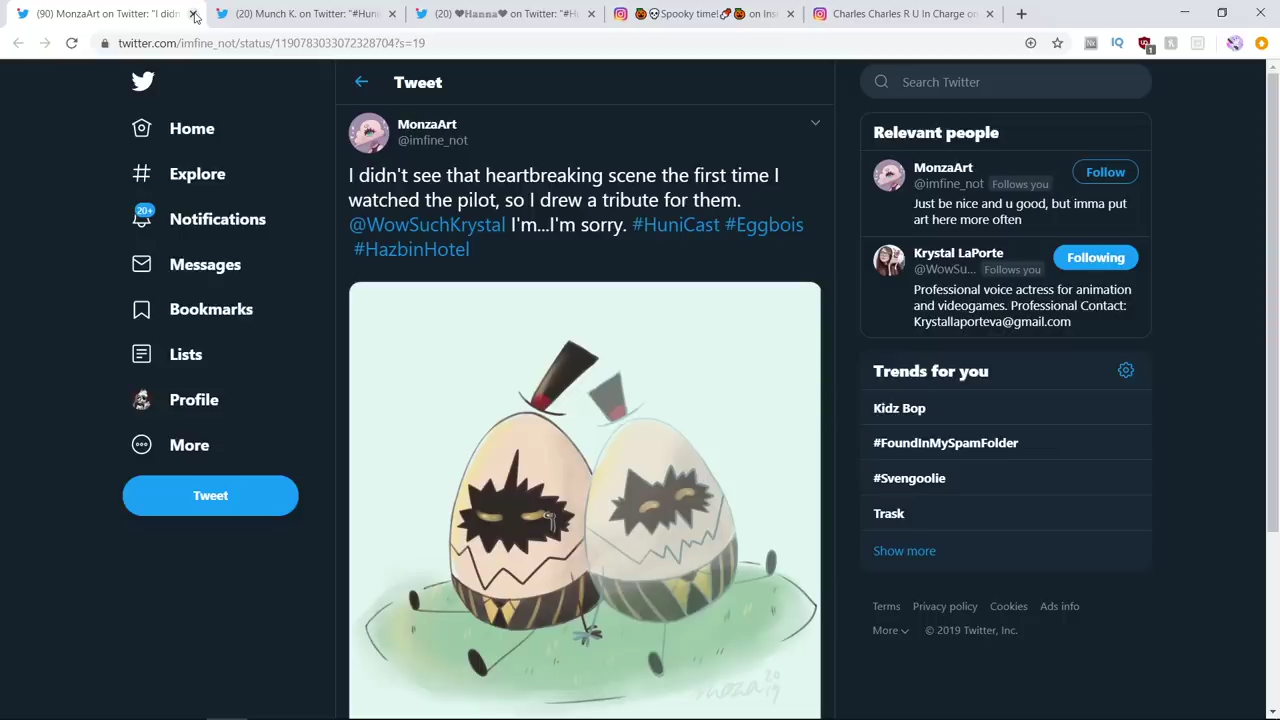 (90) MonzaArt on Twitter: "I didn
(20) Munch K. on Twitter: "#Huni
(20) ♥Hanna♥ on Twitter: "#H
🎃💀Spooky time!🍬🎃 on Ins
Charles Charles R U In Charge on
twitter.com/imfine_not/status/1190783033072328704?s=19
Home
Explore
20+
Notifications
Messages
Bookmarks
Lists
Profile
More
Tweet
Tweet
MonzaArt
@imfine_not
I didn't see that heartbreaking scene the first time I
watched the pilot, so I drew a tribute for them.
@WowSuchKrystal I'm...I'm sorry. #HuniCast #Eggbois
#HazbinHotel
monza 2019
Search Twitter
Relevant people
MonzaArt
@imfine_not Follows you
Follow
Just be nice and u good, but imma put
art here more often
Krystal LaPorte
@WowSu... Follows you
Following
Professional voice actress for animation
and videogames. Professional Contact:
Krystallaporteva@gmail.com
Trends for you
Kidz Bop
#FoundInMySpamFolder
#Svengoolie
Trask
Show more
Terms Privacy policy Cookies Ads info
More © 2019 Twitter, Inc.